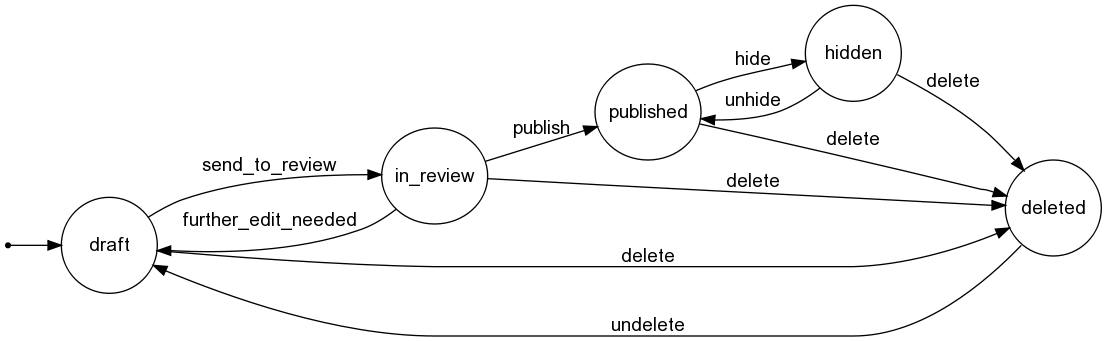 hidden
hide
delete
unhide
published
publish
delete
send_to_review
in_review
delete
deleted
further_edit_needed
draft
delete
undelete